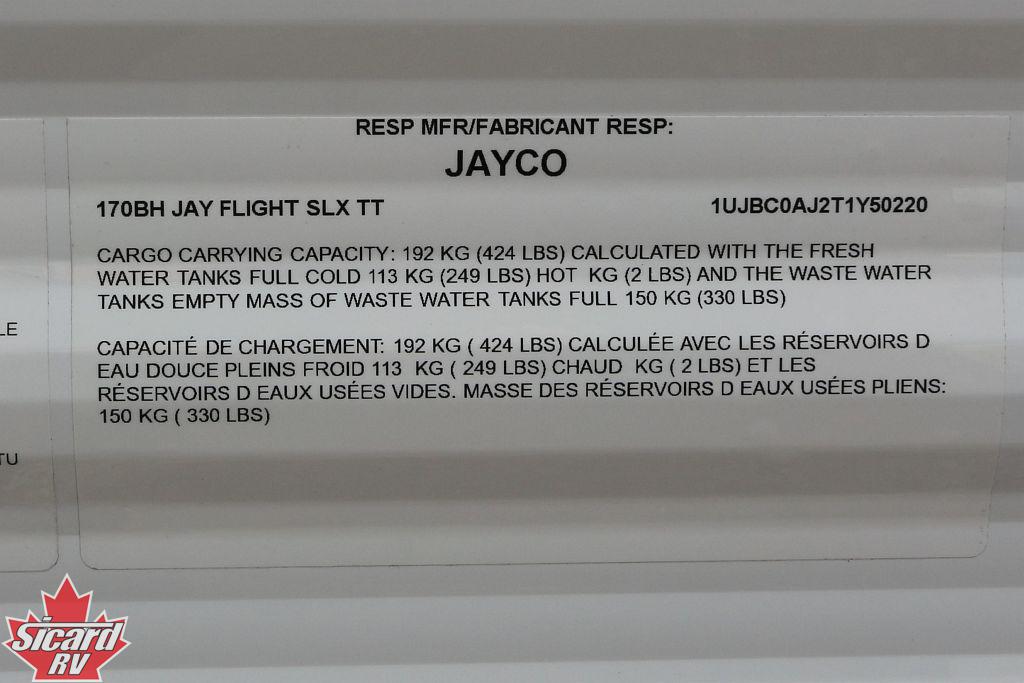 RESP MFR/FABRICANT RESP:
JAYCO
170BH JAY FLIGHT SLX TT 1UJBC0AJ2T1Y50220
CARGO CARRYING CAPACITY: 192 KG (424 LBS) CALCULATED WITH THE FRESH
WATER TANKS FULL COLD 113 KG (249 LBS) HOT  KG (2 LBS) AND THE WASTE WATER
TANKS EMPTY MASS OF WASTE WATER TANKS FULL 150 KG (330 LBS)
CAPACITÉ DE CHARGEMENT: 192 KG ( 424 LBS) CALCULÉE AVEC LES RÉSERVOIRS D
EAU DOUCE PLEINS FROID 113  KG ( 249 LBS) CHAUD  KG ( 2 LBS) ET LES
RÉSERVOIRS D EAUX USÉES VIDES. MASSE DES RÉSERVOIRS D EAUX USÉES PLIENS:
150 KG ( 330 LBS)
LE
TU
Sicard
RV